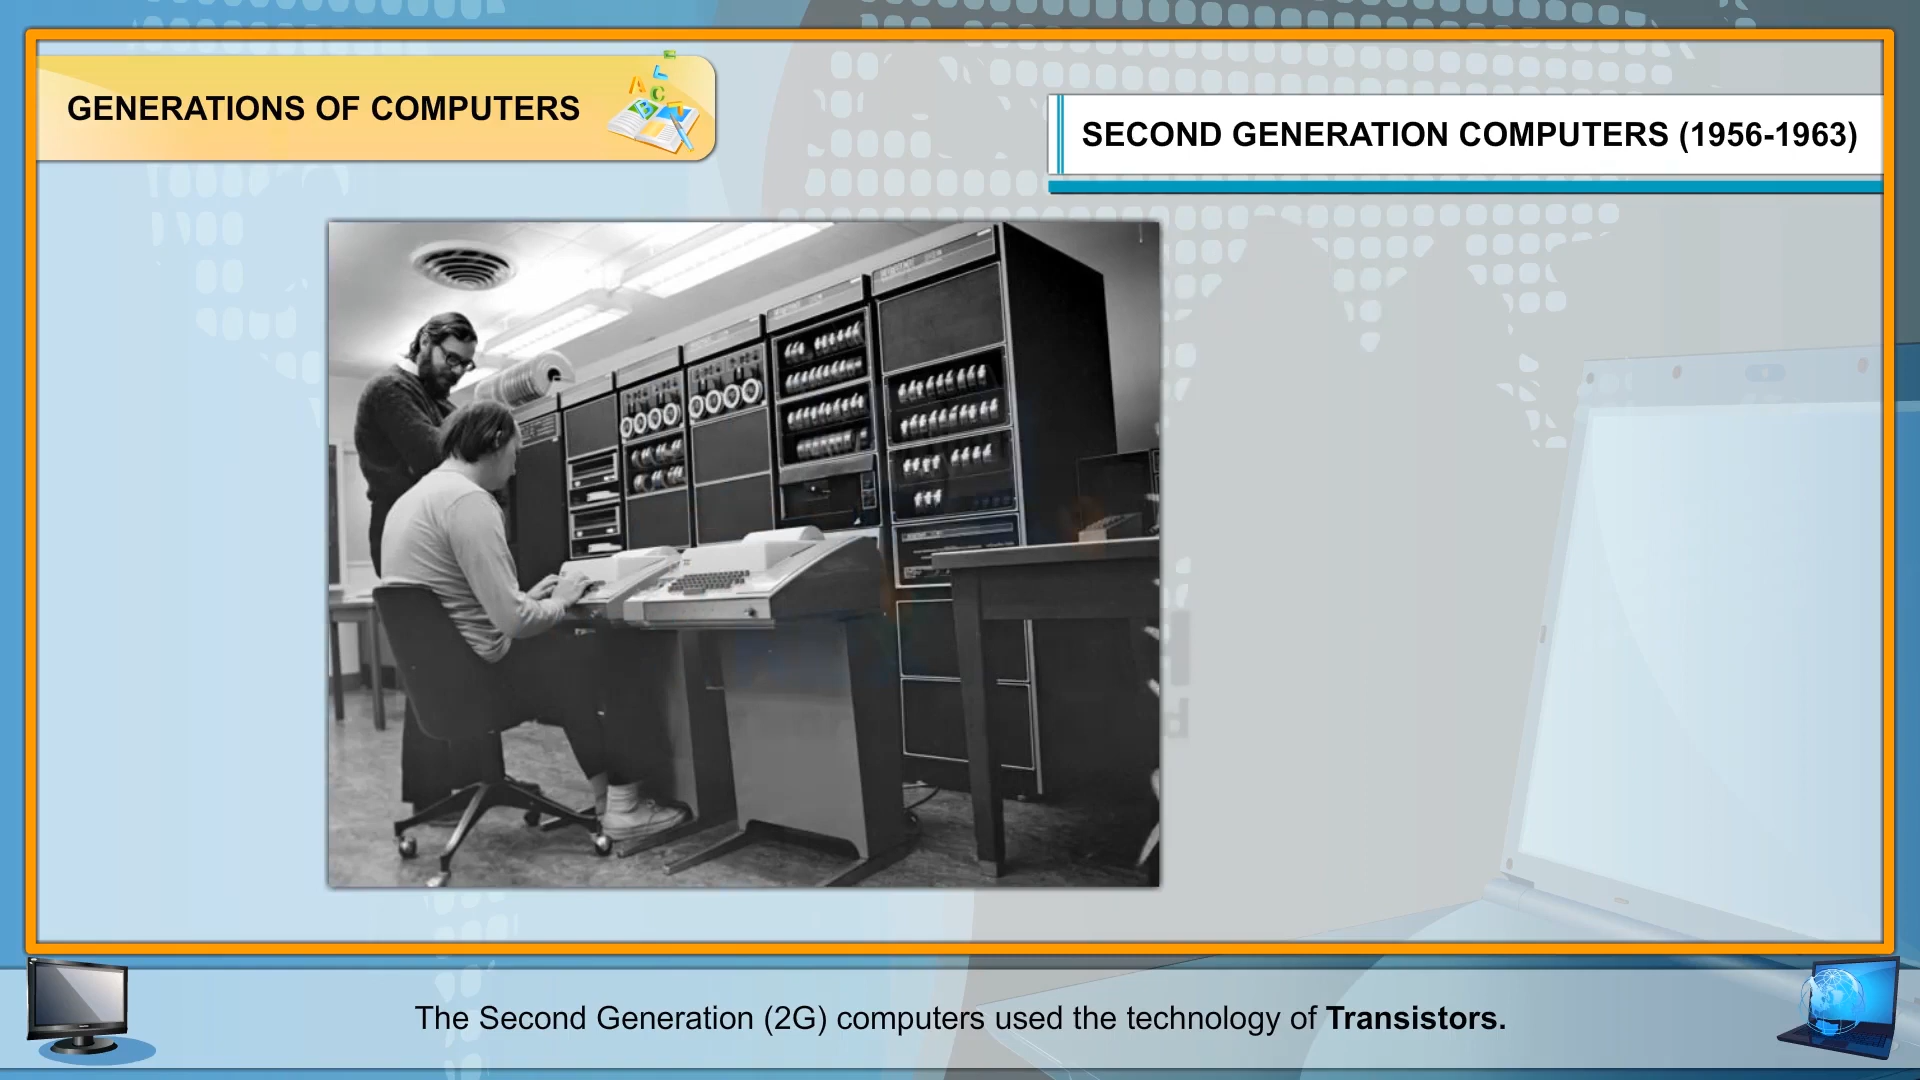 GENERATIONS OF COMPUTERS
SECOND GENERATION COMPUTERS (1956-1963)
The Second Generation (2G) computers used the technology of Transistors.